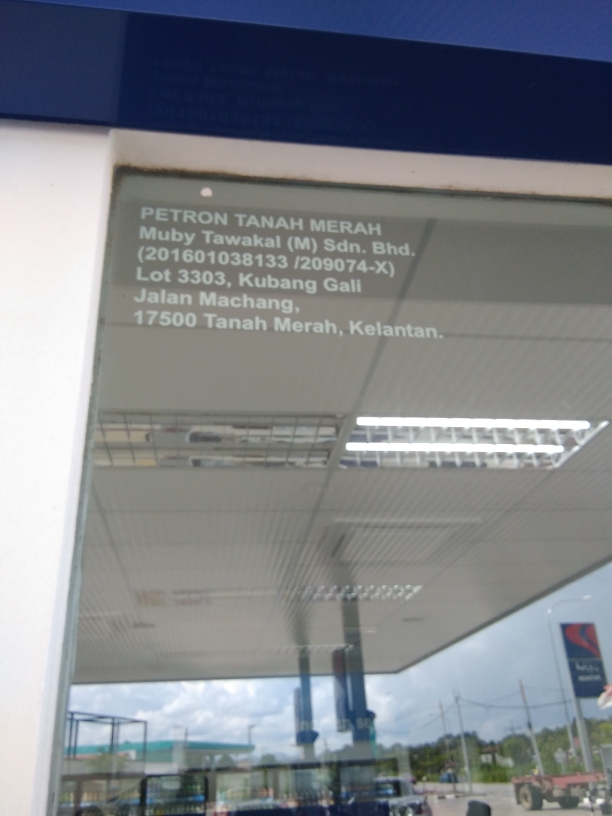 PETRON TANAH MERAH
Muby Tawakal (M) Sdn. Bhd.
(201601038133 /209074-X)
Lot 3303, Kubang Gali
Jalan Machang,
17500 Tanah Merah, Kelantan.